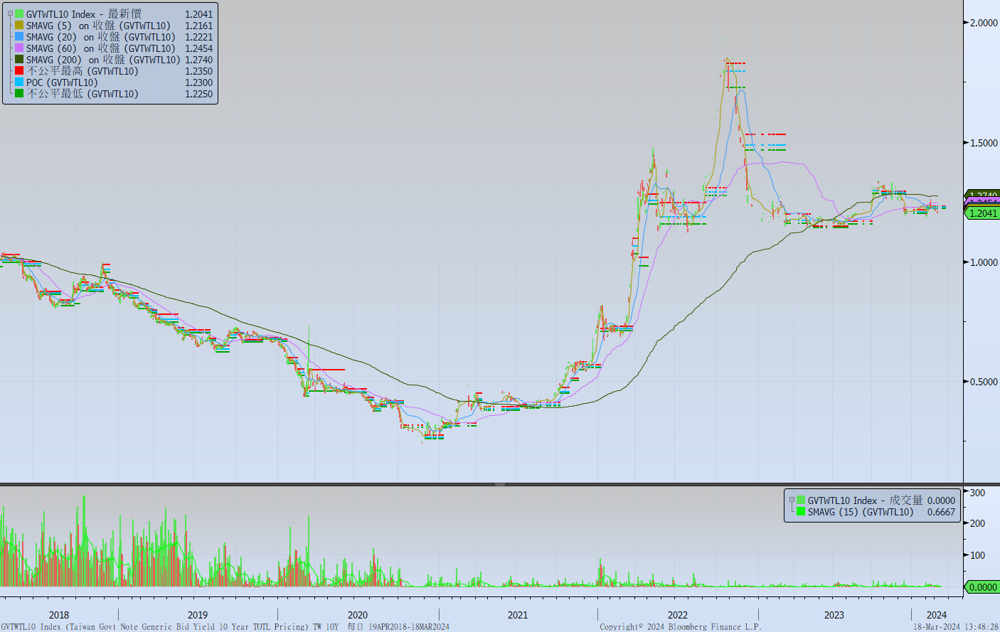 GVTWTL10 Index - 最新價 1.2041
SMAVG (5) on 收盤 (GVTWTL10) 1.2161
SMAVG (20) on 收盤 (GVTWTL10) 1.2221
SMAVG (60) on 收盤 (GVTWTL10) 1.2454
SMAVG (200) on 收盤 (GVTWTL10) 1.2740
不公平最高 (GVTWTL10) 1.2350
POC (GVTWTL10) 1.2300
不公平最低 (GVTWTL10) 1.2250
2.0000
1.5000
1.2740
1.2454
1.2041
1.0000
0.5000
GVTWTL10 Index - 成交量 0.0000
SMAVG (15) (GVTWTL10) 0.6667
300
200
100
0.0000
2018 2019 2020 2021 2022 2023 2024
GVTWTL10 Index (Taiwan Govt Note Generic Bid Yield 10 Year TOTL Pricing) TW 10Y 每日 19APR2018-18MAR2024 Copyright© 2024 Bloomberg Finance L.P. 18-Mar-2024 13:48:28